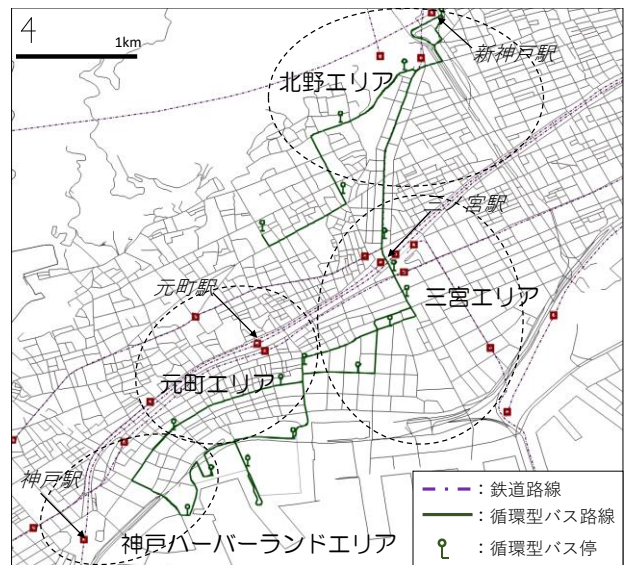 4
1km
新神戸駅
北野エリア
三ノ宮駅
三宮エリア
元町駅
元町エリア
神戸駅
神戸ハーバーランドエリア
：鉄道路線
：循環型バス路線
：循環型バス停